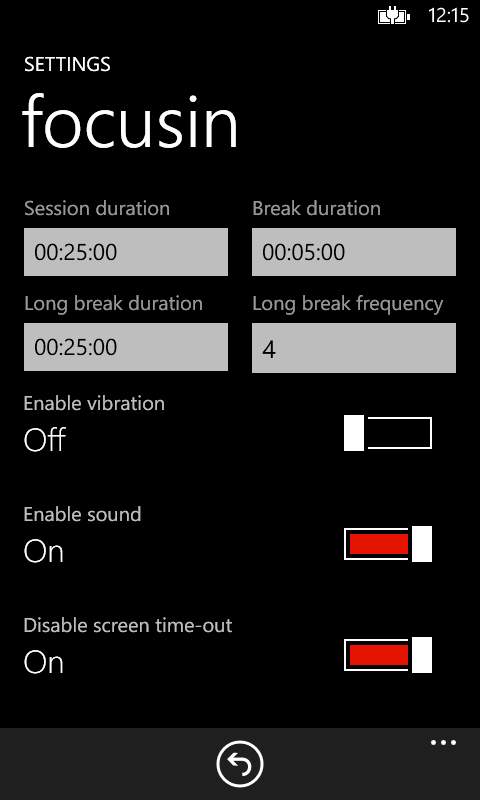 12:15
SETTINGS
focusin
Session duration
Break duration
00:25:00
00:05:00
Long break duration
Long break frequency
00:25:00
4
Enable vibration
Off
Enable sound
On
Disable screen time-out
On